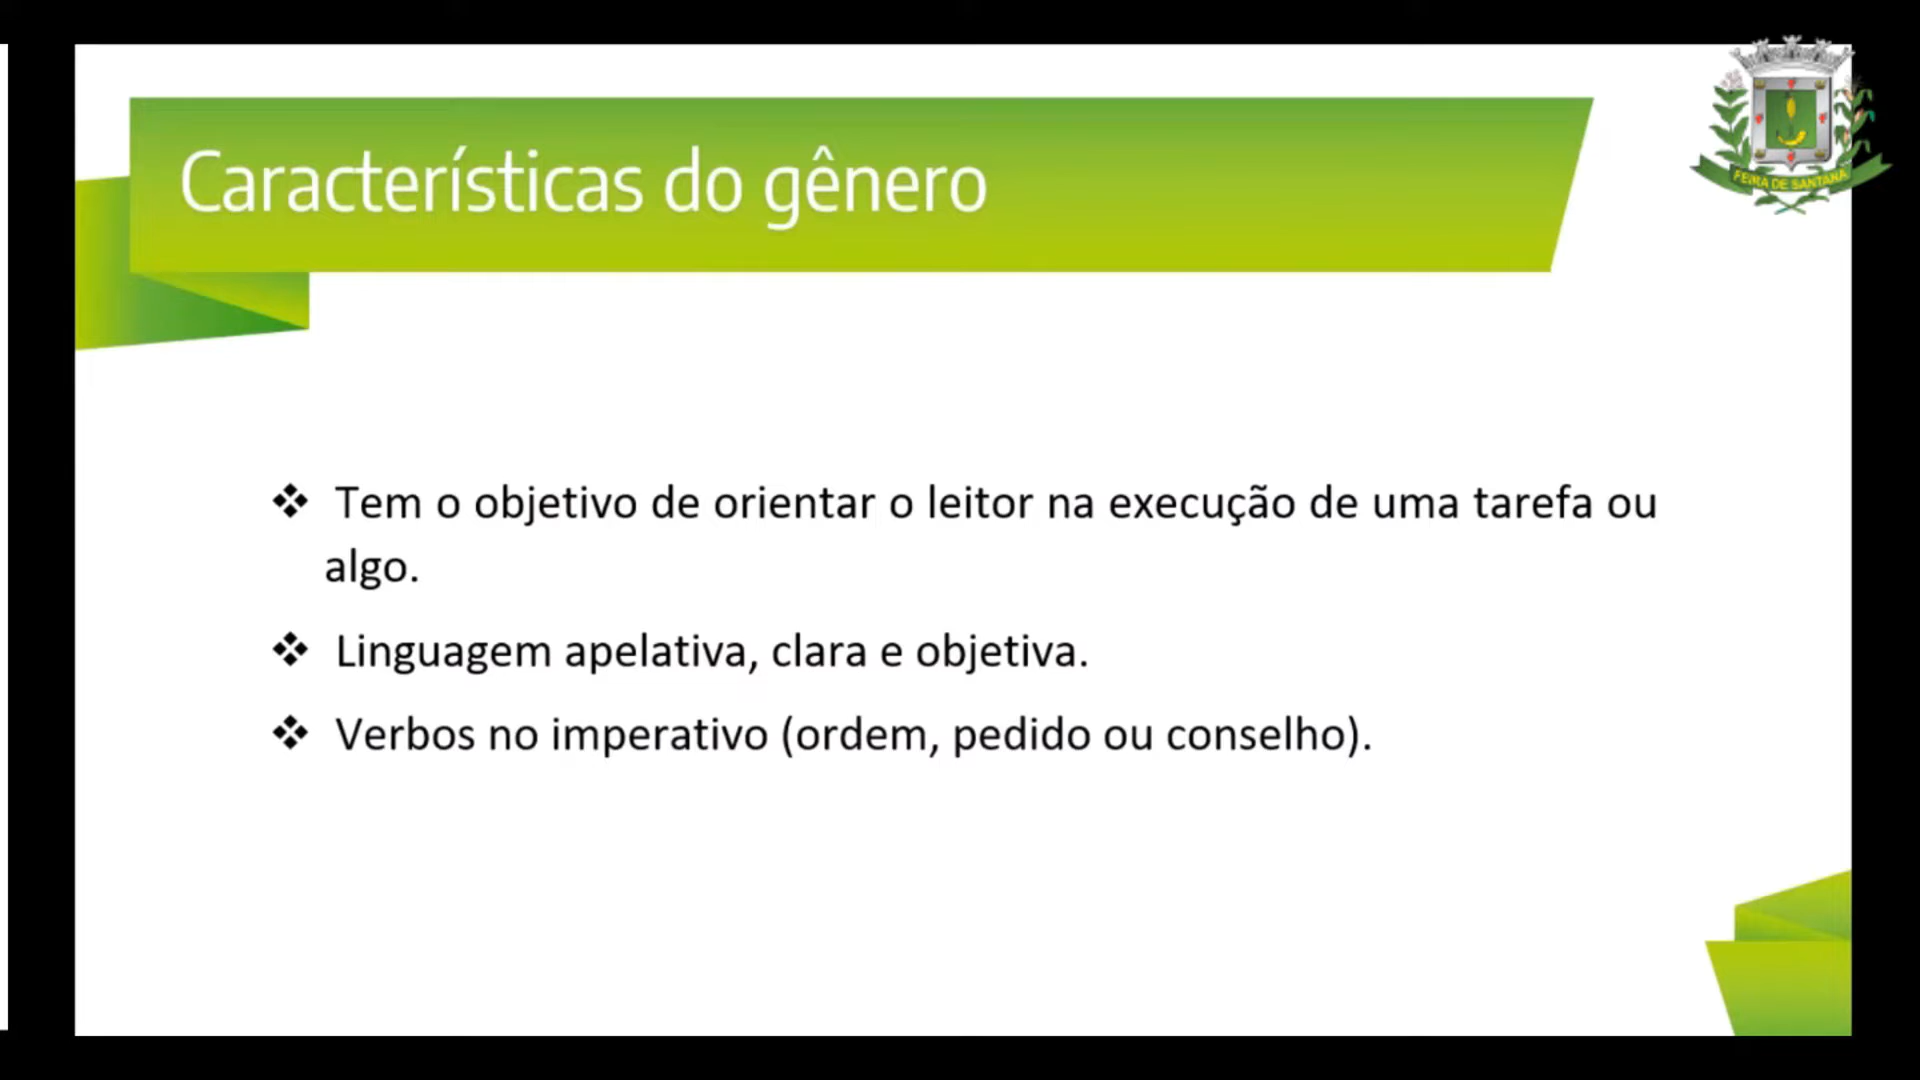 Características do gênero
FEIRA DE SANTANA
❖ Tem o objetivo de orientar o leitor na execução de uma tarefa ou
algo.
❖ Linguagem apelativa, clara e objetiva.
❖ Verbos no imperativo (ordem, pedido ou conselho).